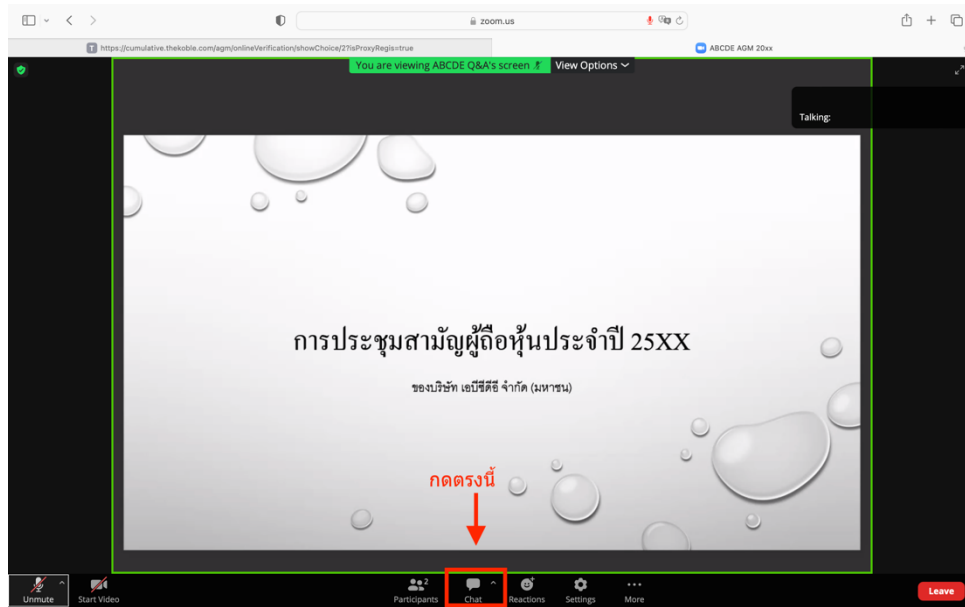 zoom.us
T https://cumulative.thekoble.com/agm/onlineVerification/showChoice/2?isProxyRegis=true
ABCDE AGM 20xx
You are viewing ABCDE Q&A's screen
View Options
Talking:
การประชุมสามัญผู้ถือหุ้นประจำปี 25XX
ของบริษัท เอบีซีดีอี จำกัด (มหาชน)
กดตรงนี้
Unmute
Start Video
2
Participants
Chat
Reactions
Settings
More
Leave